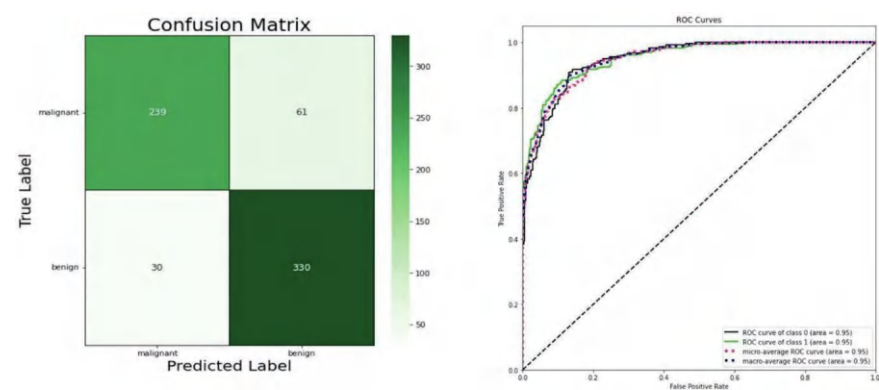 Confusion Matrix
True Label
malignant
benign
239
61
30
330
malignant
benign
Predicted Label
300
250
200
150
100
50
ROC Curves
True Positive Rate
1.0
0.8
0.6
0.4
0.2
0.0
0.0
0.2
0.4
0.6
0.8
1.0
False Positive Rate
ROC curve of class 0 (area = 0.95)
ROC curve of class 1 (area = 0.95)
micro-average ROC curve (area = 0.95)
macro-average ROC curve (area = 0.95)